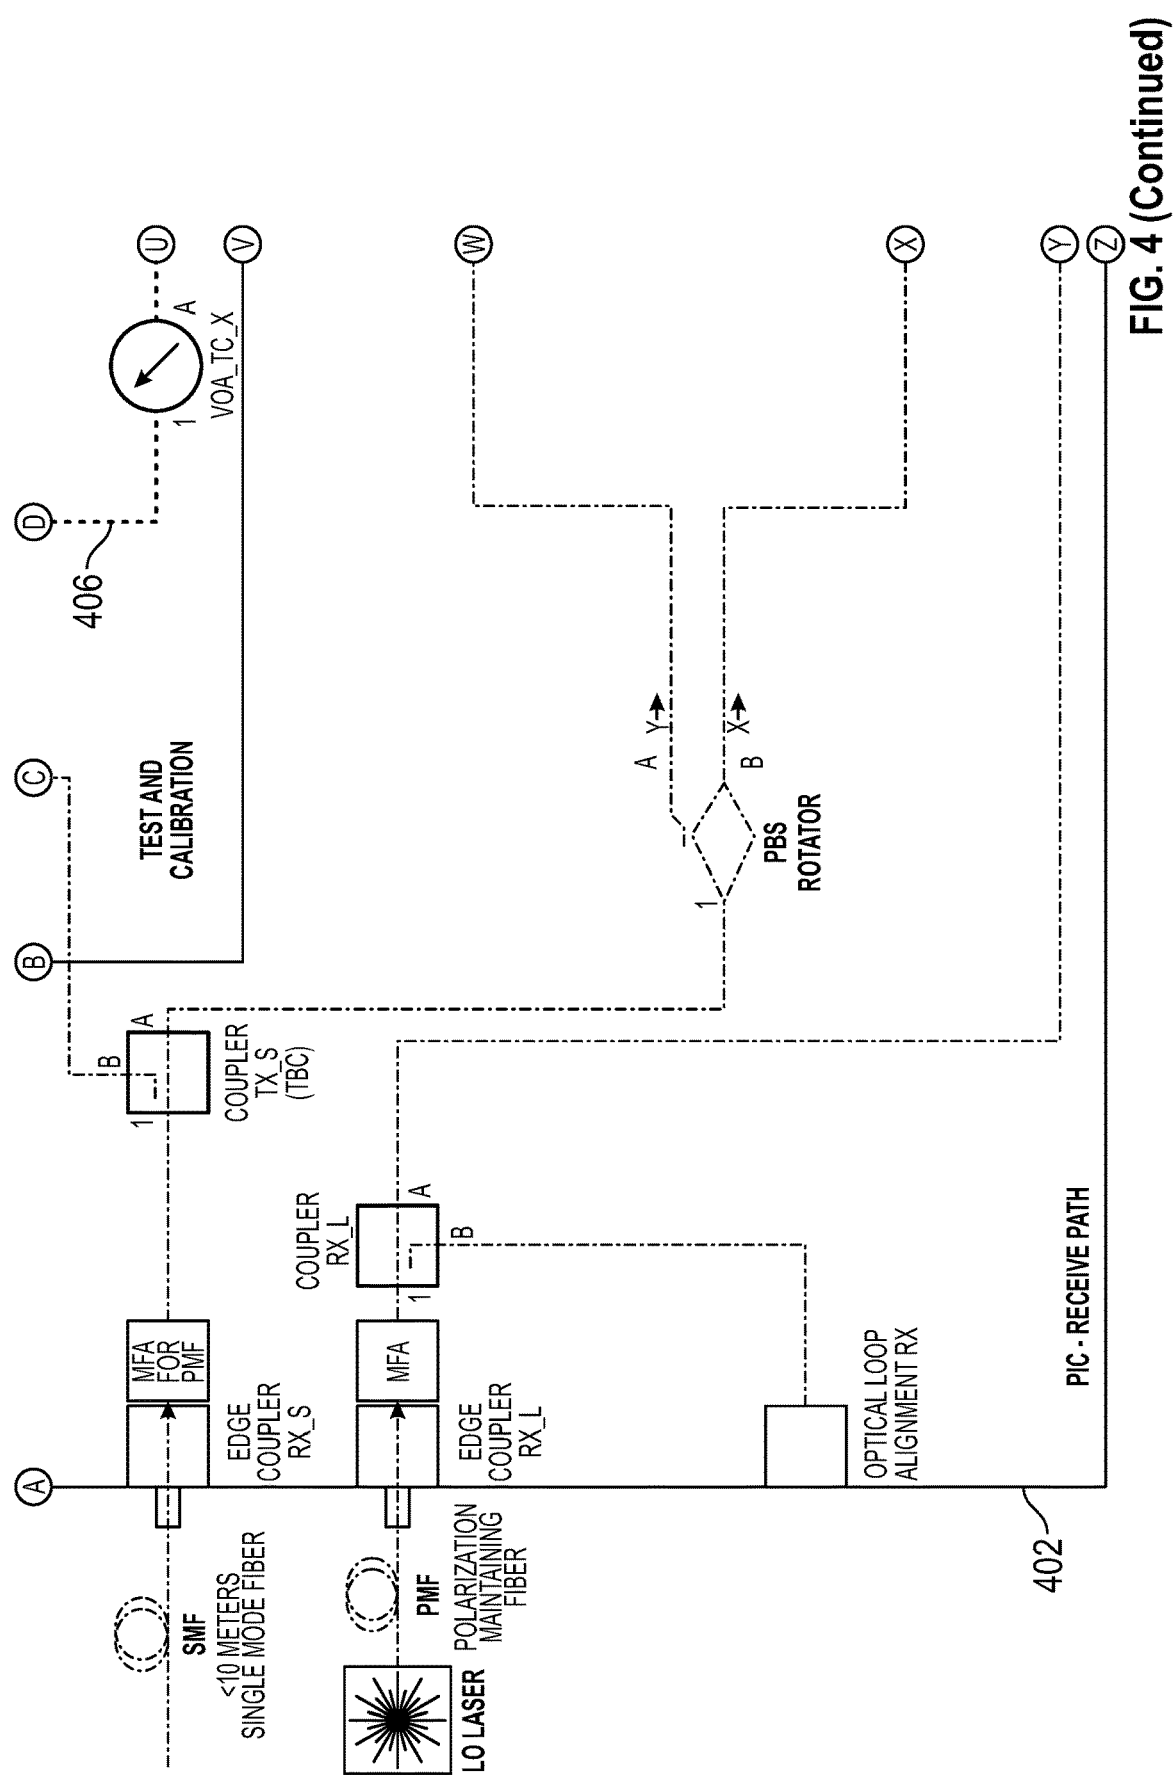 A
B
C
D
406
SMF
<10 METERS
SINGLE MODE FIBER
EDGE
COUPLER
RX_S
MFA
FOR
PMF
1
B
A
COUPLER
TX_S
(TBC)
TEST AND
CALIBRATION
1
A
VOA_TC_X
U
V
LO LASER
PMF
POLARIZATION
MAINTAINING
FIBER
EDGE
COUPLER
RX_L
MFA
COUPLER
RX_L
1
A
B
1
PBS
ROTATOR
A
Y
B
X
W
X
OPTICAL LOOP
ALIGNMENT RX
402
PIC - RECEIVE PATH
Y
Z
FIG. 4 (Continued)